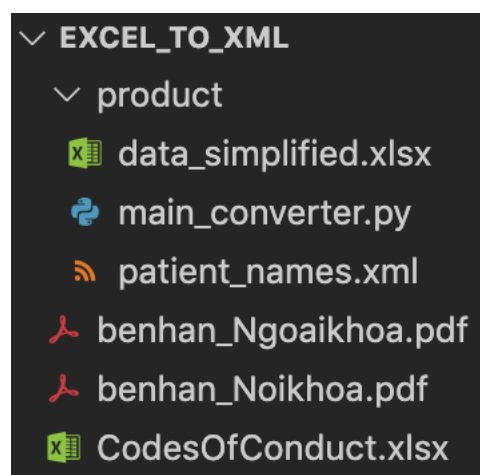 EXCEL_TO_XML
product
data_simplified.xlsx
main_converter.py
patient_names.xml
benhan_Ngoaikhoa.pdf
benhan_Noikhoa.pdf
CodesOfConduct.xlsx